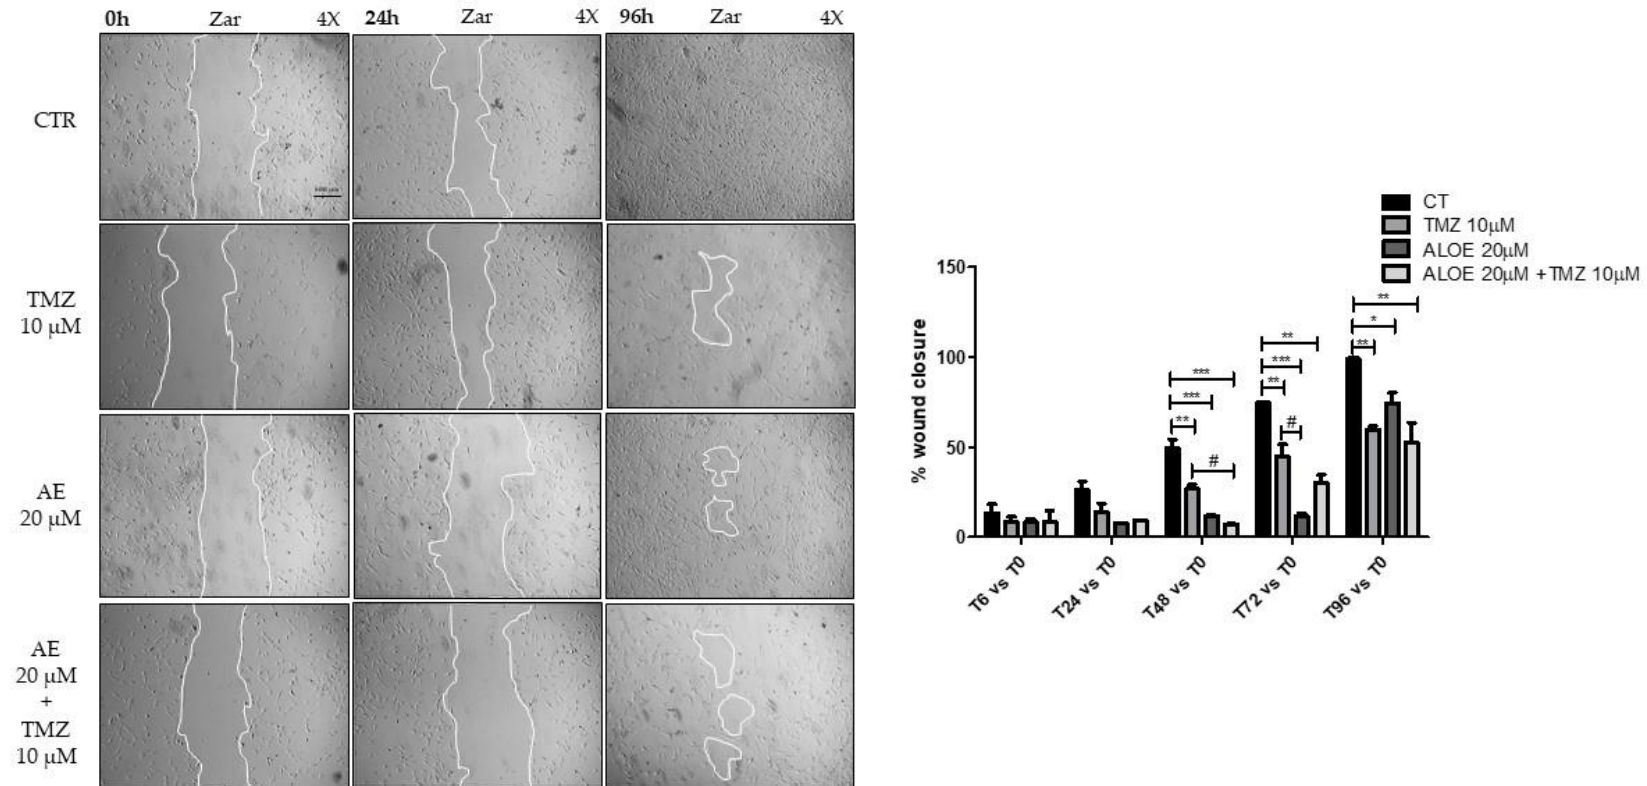 0h Zar 4X 24h Zar 4X 96h Zar 4X
CTR
TMZ
10 μM
AE
20 μM
AE
20 μM
+
TMZ
10 μM
CT
TMZ 10μM
ALOE 20μM
ALOE 20μM +TMZ 10μM
% wound closure
150
100
50
0
** *** *** #
** *** ** #
** * **
T6 vs T0
T24 vs T0
T48 vs T0
T72 vs T0
T96 vs T0